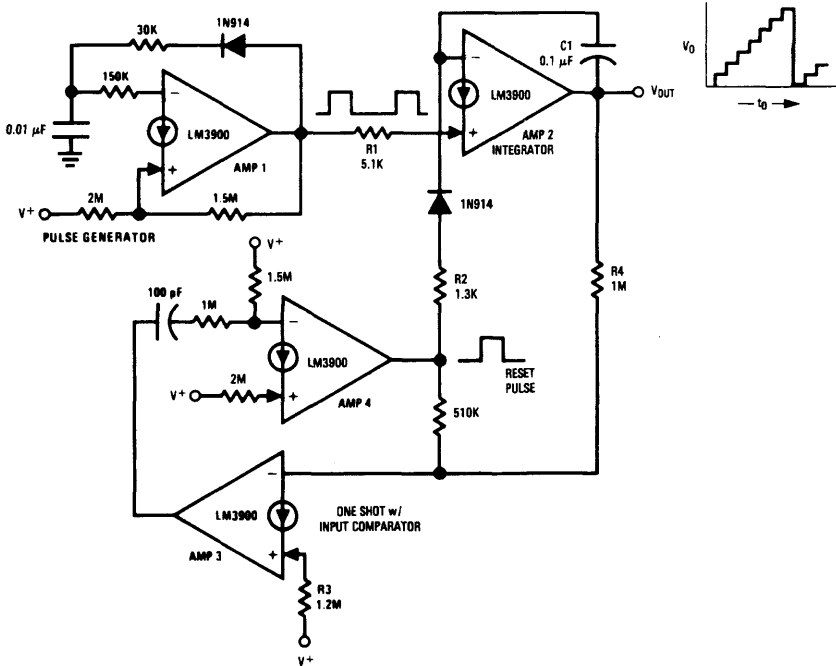 30K
1N914
150K
−
LM3900
+
0.01 μF
AMP 1
2M
1.5M
V+
PULSE GENERATOR
R1
5.1K
−
LM3900
+
AMP 2
INTEGRATOR
C1
0.1 μF
VOUT
VO
t0
1N914
R2
1.3K
R4
1M
V+
1.5M
100 pF
1M
−
LM3900
+
V+
2M
AMP 4
RESET
PULSE
510K
−
LM3900
+
AMP 3
ONE SHOT w/
INPUT COMPARATOR
R3
1.2M
V+